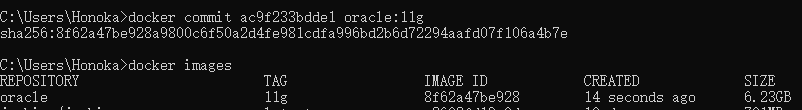 C:\Users\Honoka>docker commit ac9f233bdde1 oracle:11g
sha256:8f62a47be928a9800c6f50a2d4fe981cdfa996bd2b6d72294aafd07f106a4b7e
C:\Users\Honoka>docker images
REPOSITORY TAG IMAGE ID CREATED SIZE
oracle 11g 8f62a47be928 14 seconds ago 6.23GB